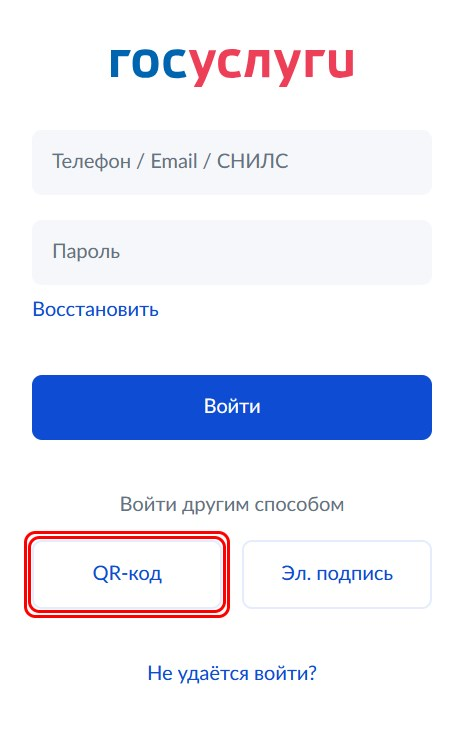 госуслуги
Телефон / Email / СНИЛС
Пароль
Восстановить
Войти
Войти другим способом
QR-код Эл. подпись
Не удаётся войти?